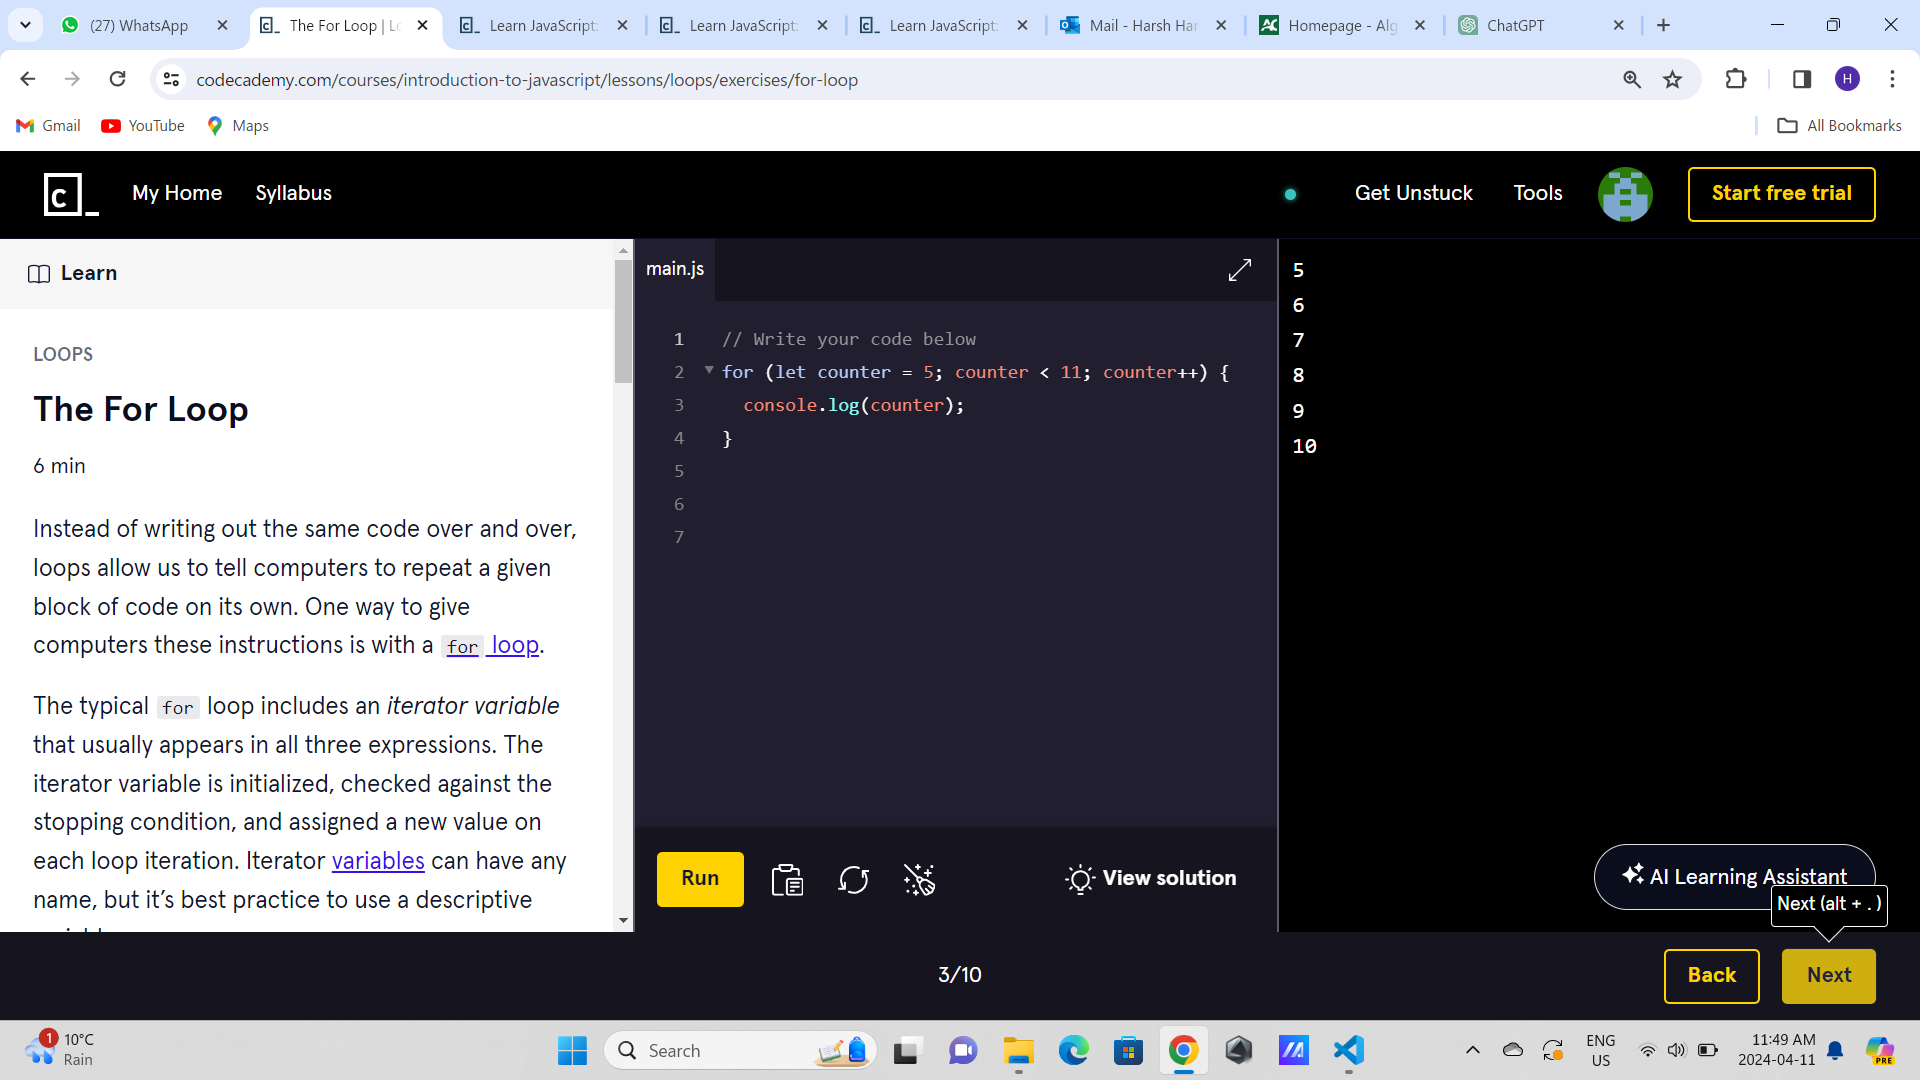 (27) WhatsApp
The For Loop | Lo
Learn JavaScript:
Learn JavaScript:
Learn JavaScript:
Mail - Harsh Har
Homepage - Alg
ChatGPT
codecademy.com/courses/introduction-to-javascript/lessons/loops/exercises/for-loop
H
Gmail
YouTube
Maps
All Bookmarks
c_
My Home
Syllabus
Get Unstuck
Tools
Start free trial
Learn
LOOPS
The For Loop
6 min
Instead of writing out the same code over and over,
loops allow us to tell computers to repeat a given
block of code on its own. One way to give
computers these instructions is with a for loop.
The typical for loop includes an iterator variable
that usually appears in all three expressions. The
iterator variable is initialized, checked against the
stopping condition, and assigned a new value on
each loop iteration. Iterator variables can have any
name, but it's best practice to use a descriptive
main.js
1 // Write your code below
2 for (let counter = 5; counter < 11; counter++) {
3 console.log(counter);
4 }
5
6
7
Run
View solution
5
6
7
8
9
10
AI Learning Assistant
Next (alt + . )
3/10
Back
Next
1
10°C
Rain
Search
ENG
US
11:49 AM
2024-04-11
PRE